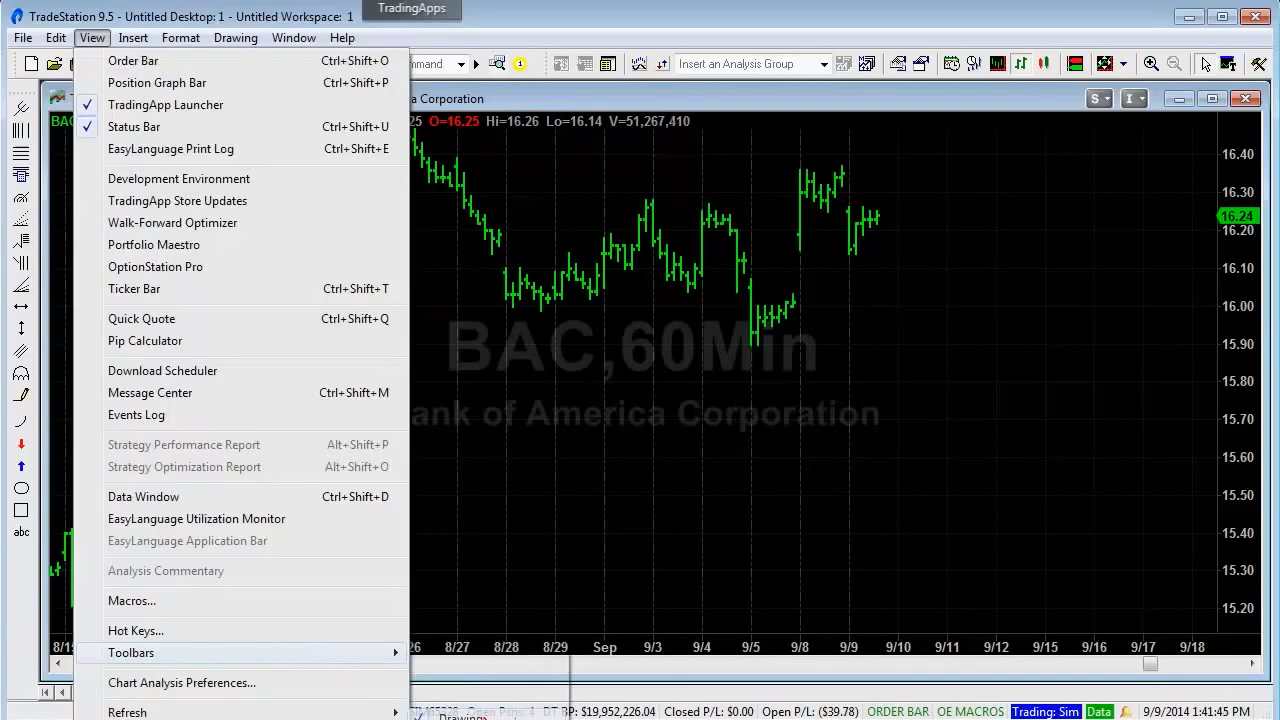 TradeStation 9.5 - Untitled Desktop: 1 - Untitled Workspace: 1
TradingApps
File Edit View Insert Format Drawing Window Help
Insert an Analysis Group
Order Bar Ctrl+Shift+O
Position Graph Bar Ctrl+Shift+P
TradingApp Launcher
Status Bar Ctrl+Shift+U
EasyLanguage Print Log Ctrl+Shift+E
Development Environment
TradingApp Store Updates
Walk-Forward Optimizer
Portfolio Maestro
OptionStation Pro
Ticker Bar Ctrl+Shift+T
Quick Quote Ctrl+Shift+Q
Pip Calculator
Download Scheduler
Message Center Ctrl+Shift+M
Events Log
Strategy Performance Report Alt+Shift+P
Strategy Optimization Report Alt+Shift+O
Data Window Ctrl+Shift+D
EasyLanguage Utilization Monitor
EasyLanguage Application Bar
Analysis Commentary
Macros...
Hot Keys...
Toolbars
Chart Analysis Preferences...
Refresh
abc
Corporation
S I
O=16.25 Hi=16.26 Lo=16.14 V=51,267,410
BAC,60Min
Bank of America Corporation
16.40
16.30
16.24
16.20
16.10
16.00
15.90
15.80
15.70
15.60
15.50
15.40
15.30
15.20
8/27 8/28 8/29 Sep 9/3 9/4 9/5 9/8 9/9 9/10 9/11 9/12 9/15 9/16 9/17 9/18
DT BP: $19,952,226.04 Closed P/L: $0.00 Open P/L: ($39.78) ORDER BAR OE MACROS Trading: Sim Data 9/9/2014 1:41:45 PM